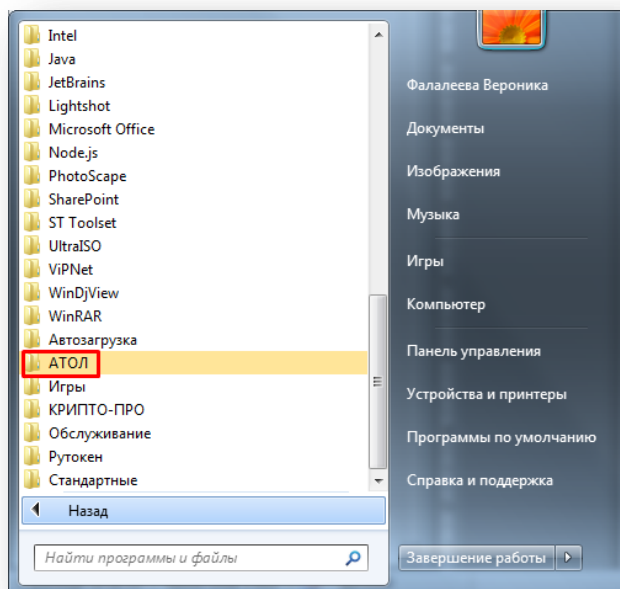 Intel
Java
JetBrains
Lightshot
Microsoft Office
Node.js
PhotoScape
SharePoint
ST Toolset
UltraISO
ViPNet
WinDjView
WinRAR
Автозагрузка
АТОЛ
Игры
КРИПТО-ПРО
Обслуживание
Рутокен
Стандартные
Назад
Найти программы и файлы
Фалалеева Вероника
Документы
Изображения
Музыка
Игры
Компьютер
Панель управления
Устройства и принтеры
Программы по умолчанию
Справка и поддержка
Завершение работы